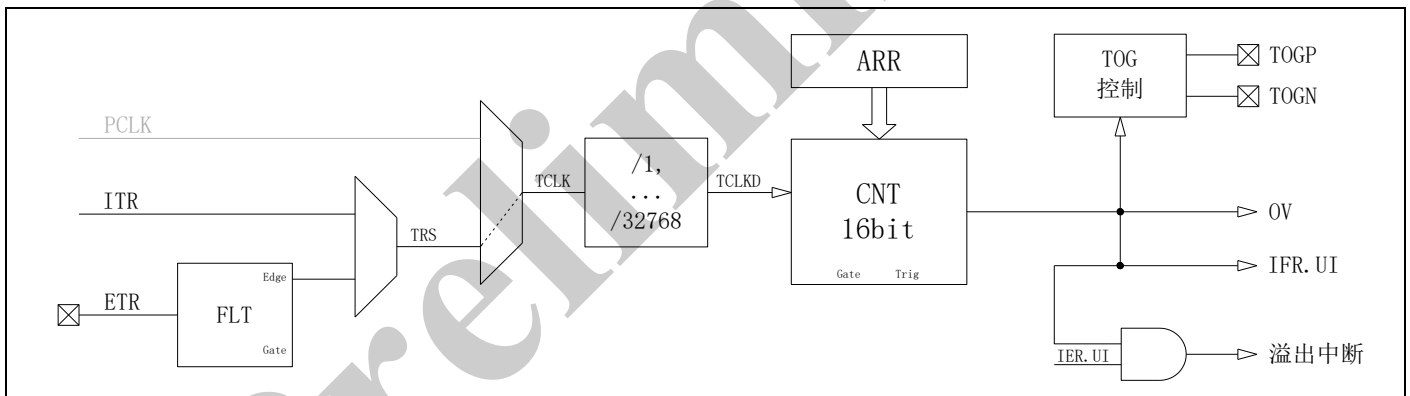 PCLK
ITR
ETR
FLT
Edge
Gate
TRS
TCLK
/1,
...
/32768
TCLKD
ARR
CNT
16bit
Gate
Trig
TOG
控制
TOGP
TOGN
OV
IFR.UI
IER.UI
溢出中断